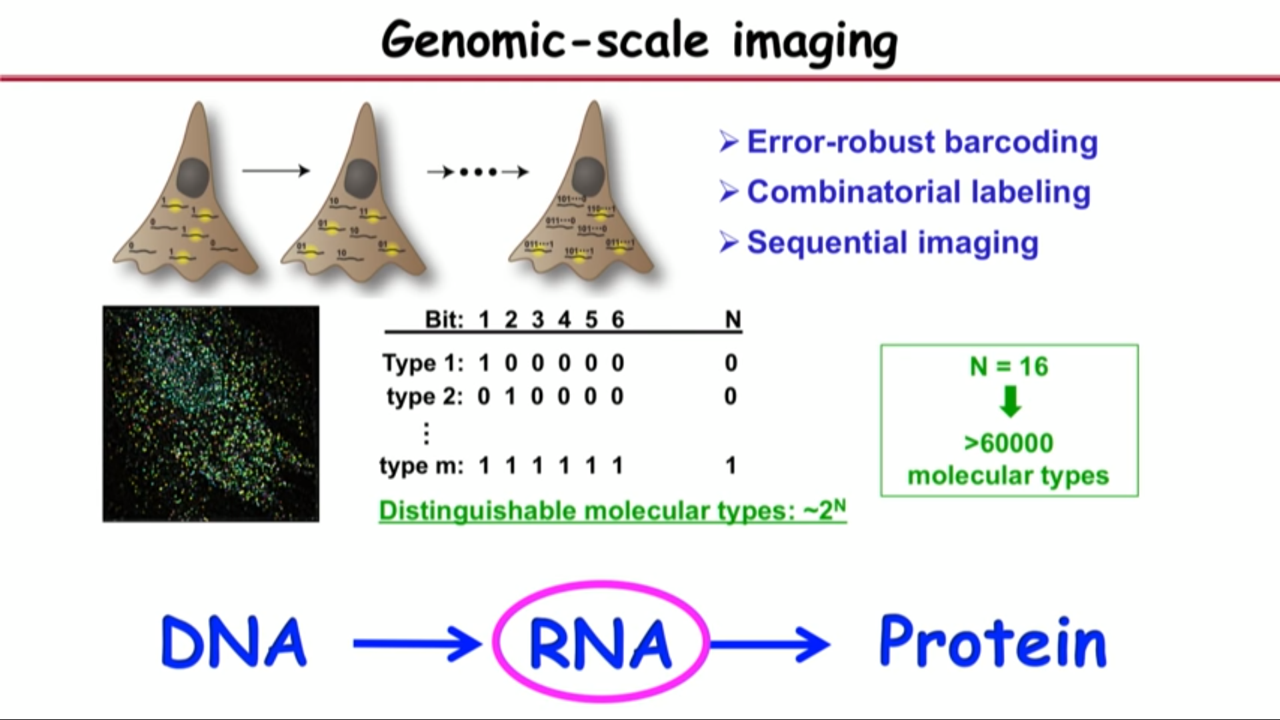 Genomic-scale imaging
1 1 0 1 0 0 1
10 11 01 10 01 10
101···0 110···1 011···0 101···0 011···1 011···1 101···1
➢ Error-robust barcoding
➢ Combinatorial labeling
➢ Sequential imaging
Bit: 1 2 3 4 5 6 N
Type 1: 1 0 0 0 0 0 0
type 2: 0 1 0 0 0 0 0
⋮
type m: 1 1 1 1 1 1 1
Distinguishable molecular types: ~2ᴺ
N = 16
>60000
molecular types
DNA → RNA → Protein